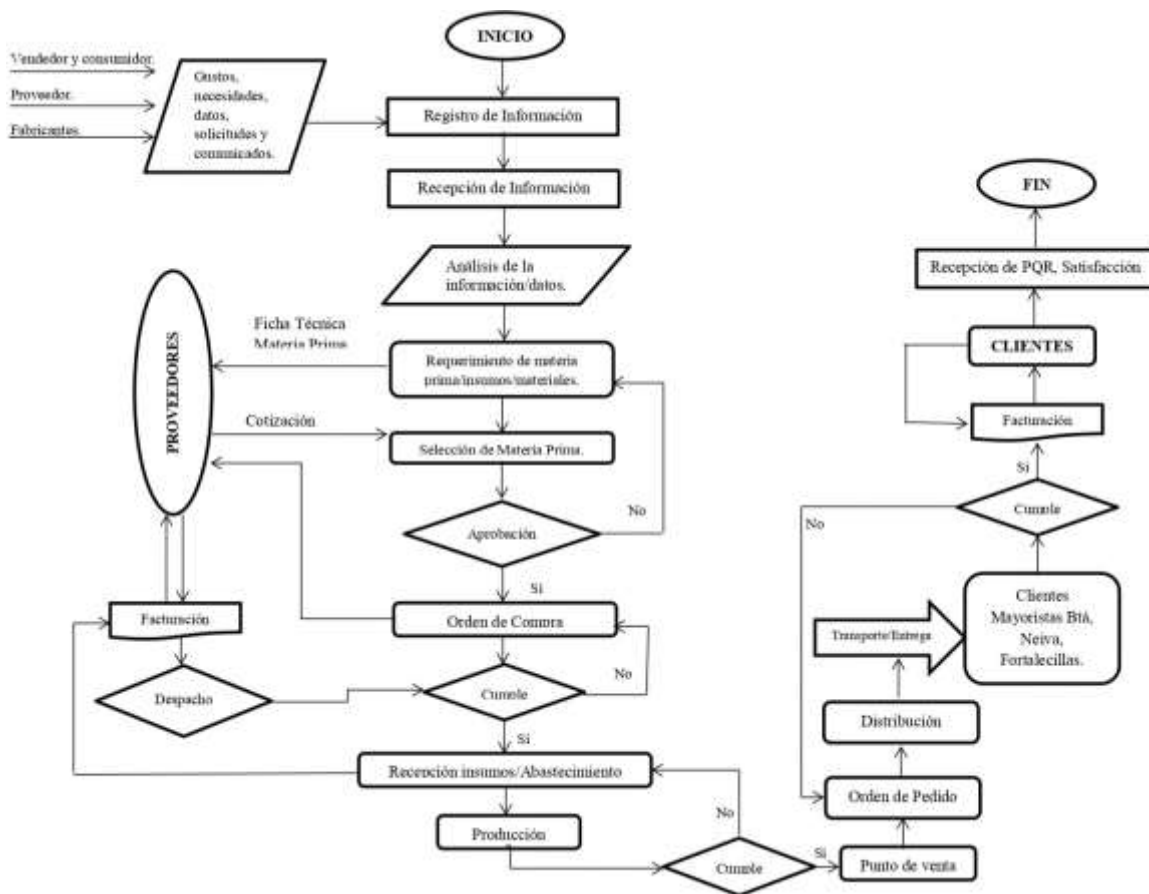 INICIO
Vendedor y consumidor.
Proveedor.
Fabricantes.
Gustos,
necesidades,
datos,
solicitudes y
comunicados.
Registro de Información
Recepción de Información
Análisis de la
información/datos.
Ficha Técnica
Materia Prima
Requerimiento de materia
prima/insumos/materiales.
PROVEEDORES
Cotización
Selección de Materia Prima.
No
Aprobación
Si
Facturación
Orden de Compra
No
Despacho
Cumple
Si
Recepción insumos/Abastecimiento
No
Producción
Cumple
Si
Punto de venta
Orden de Pedido
Distribución
Transporte/Entrega
Clientes
Mayoristas Btá,
Neiva,
Fortalecillas.
No
Cumple
Si
Facturación
CLIENTES
Recepción de PQR, Satisfacción
FIN